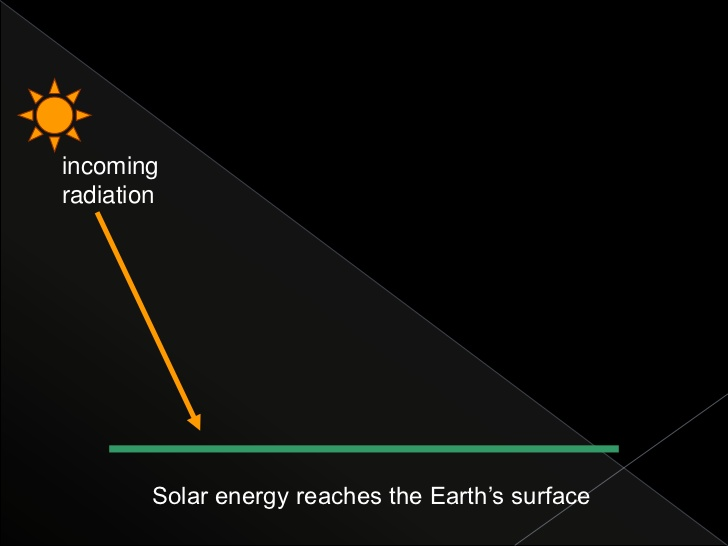 incoming
radiation
Solar energy reaches the Earth’s surface